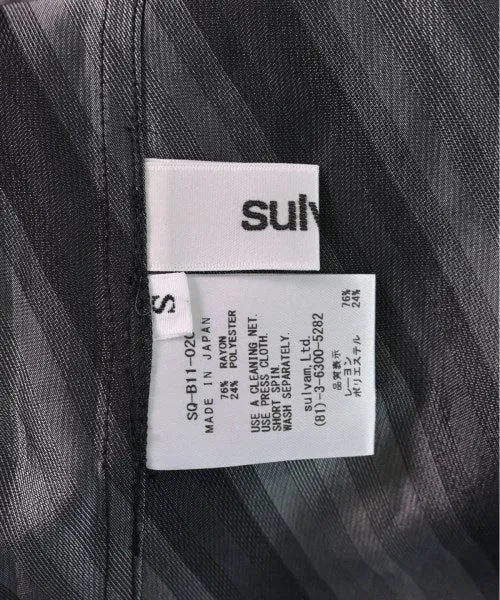 sulv
S
SQ-B11-020
MADE IN JAPAN
76% RAYON
24% POLYESTER
USE A CLEANING NET.
USE PRESS CLOTH.
SHORT SPIN.
WASH SEPARATELY.
sulvam,Ltd.
(81)-3-6300-5282
品質表示
レーヨン 76%
ポリエステル 24%